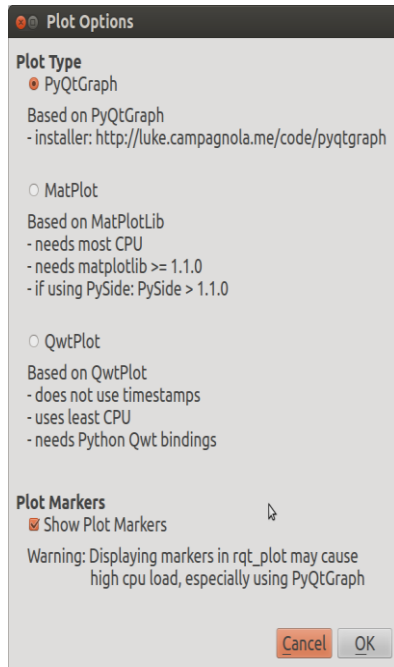 Plot Options
Plot Type
PyQtGraph
Based on PyQtGraph
- installer: http://luke.campagnola.me/code/pyqtgraph
MatPlot
Based on MatPlotLib
- needs most CPU
- needs matplotlib >= 1.1.0
- if using PySide: PySide > 1.1.0
QwtPlot
Based on QwtPlot
- does not use timestamps
- uses least CPU
- needs Python Qwt bindings
Plot Markers
Show Plot Markers
Warning: Displaying markers in rqt_plot may cause
high cpu load, especially using PyQtGraph
Cancel OK